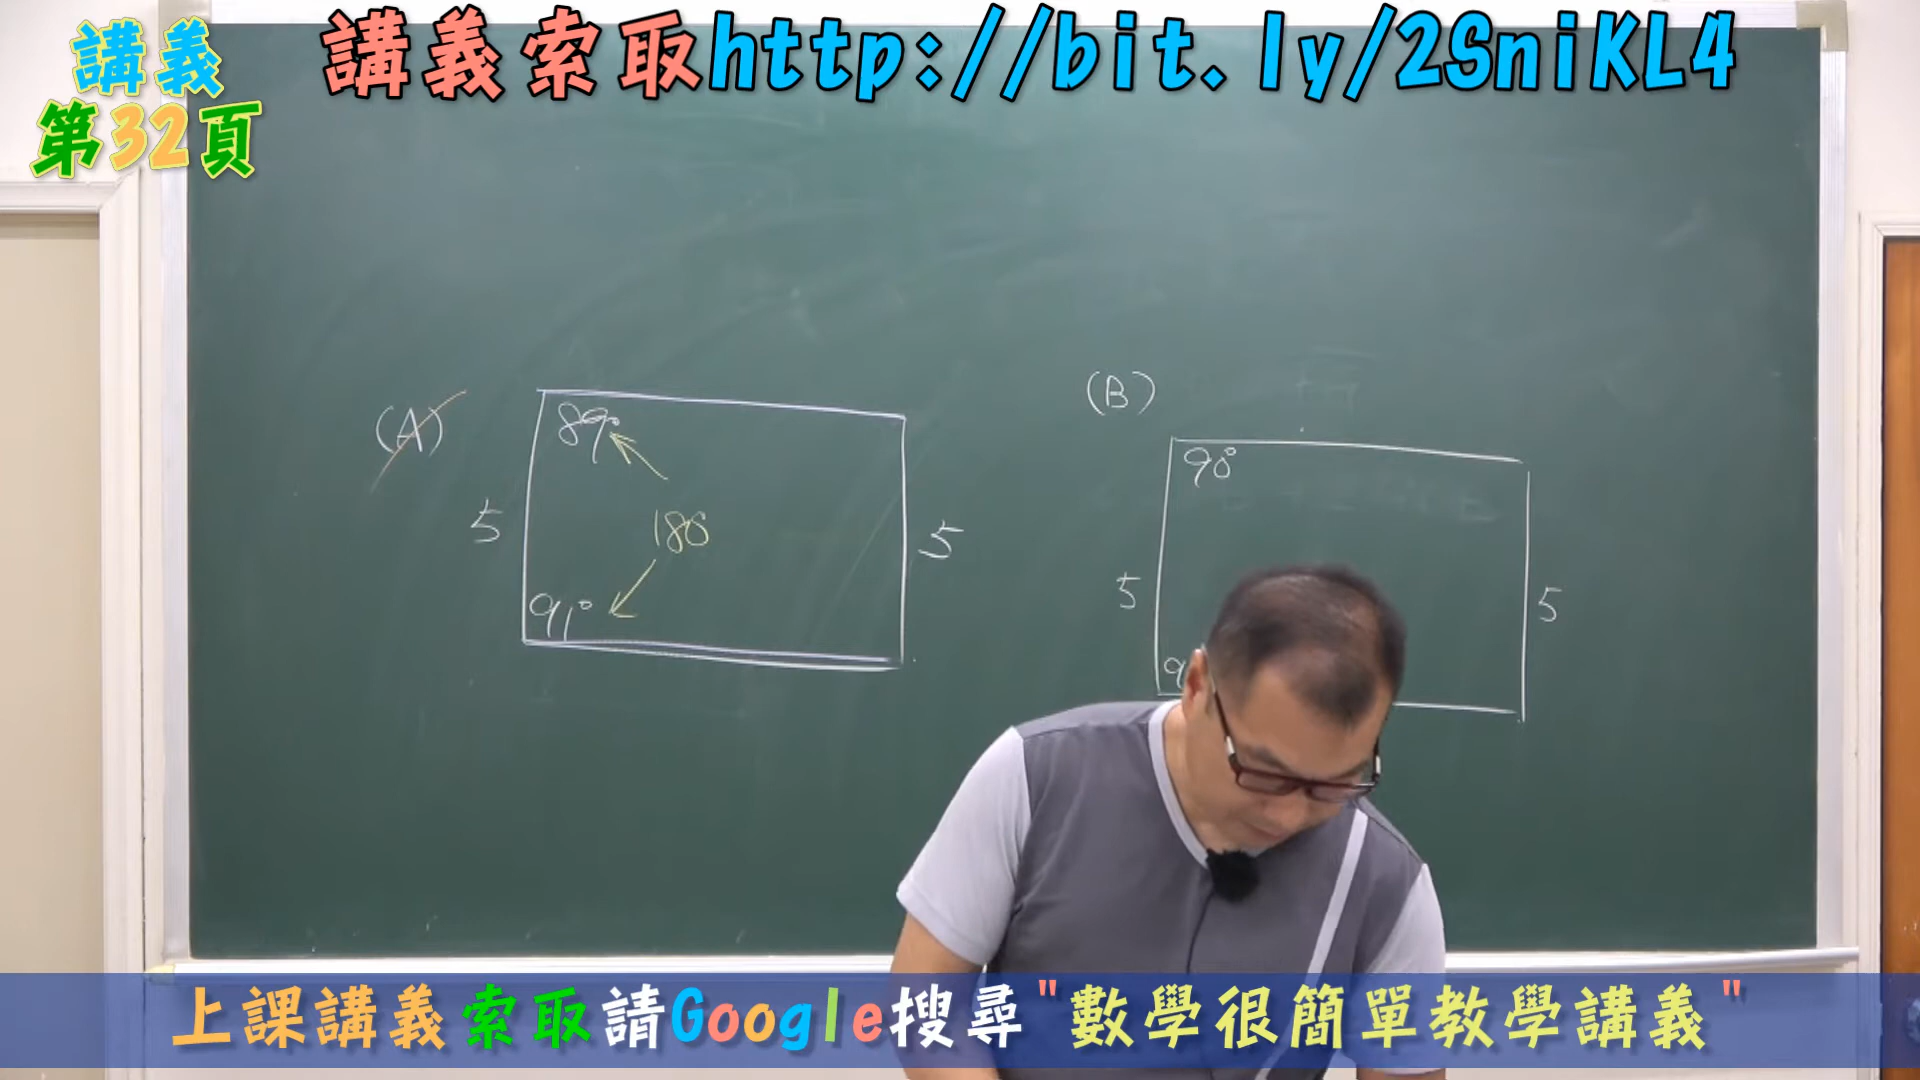 講義
第32頁
講義索取http://bit.ly/2SniKL4
(A)
89°
5
180
5
91°
(B)
90°
5
5
上課講義索取請Google搜尋"數學很簡單教學講義"